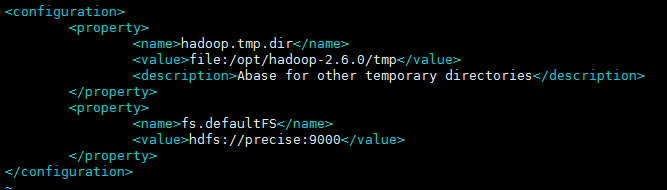 <configuration>
        <property>
                <name>hadoop.tmp.dir</name>
                <value>file:/opt/hadoop-2.6.0/tmp</value>
                <description>Abase for other temporary directories</description>
        </property>
        <property>
                <name>fs.defaultFS</name>
                <value>hdfs://precise:9000</value>
        </property>
</configuration>
~